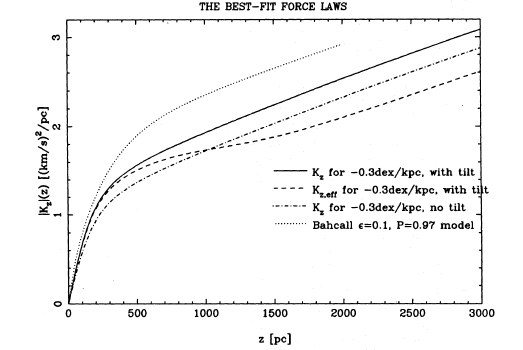 THE BEST-FIT FORCE LAWS
|K_z|(z) [(km/s)^2/pc]
3
2
1
0
K_z for -0.3dex/kpc, with tilt
K_z,eff for -0.3dex/kpc, with tilt
K_z for -0.3dex/kpc, no tilt
Bahcall ε=0.1, P=0.97 model
0 500 1000 1500 2000 2500 3000
z [pc]